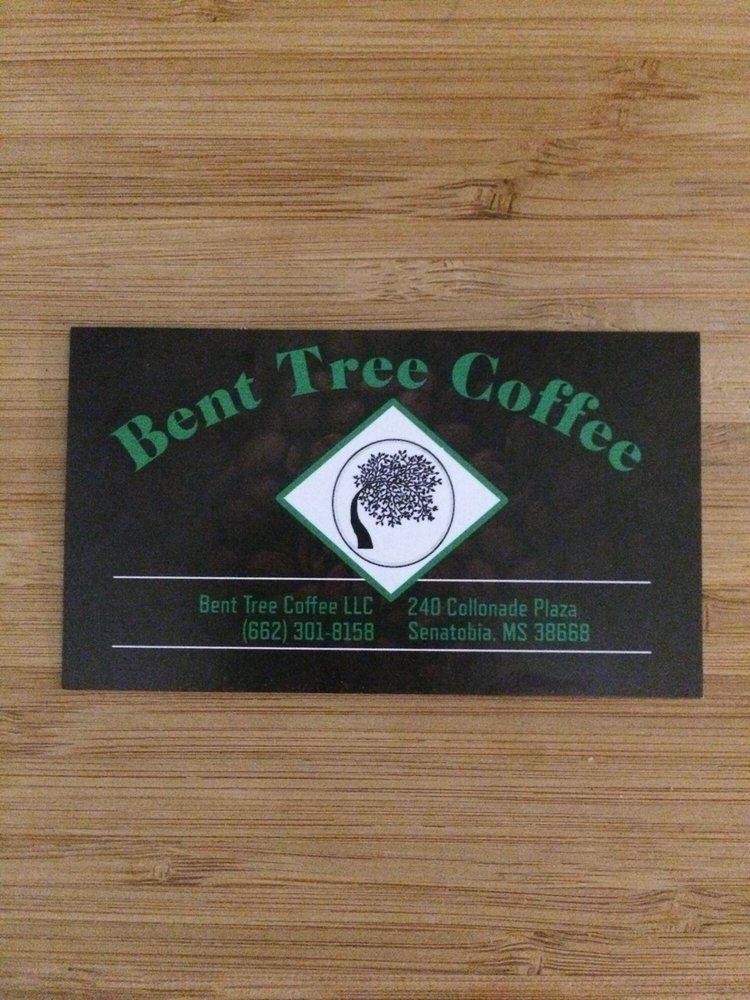 Bent Tree Coffee
Bent Tree Coffee LLC
(662) 301-8158
240 Collonade Plaza
Senatobia, MS 38668